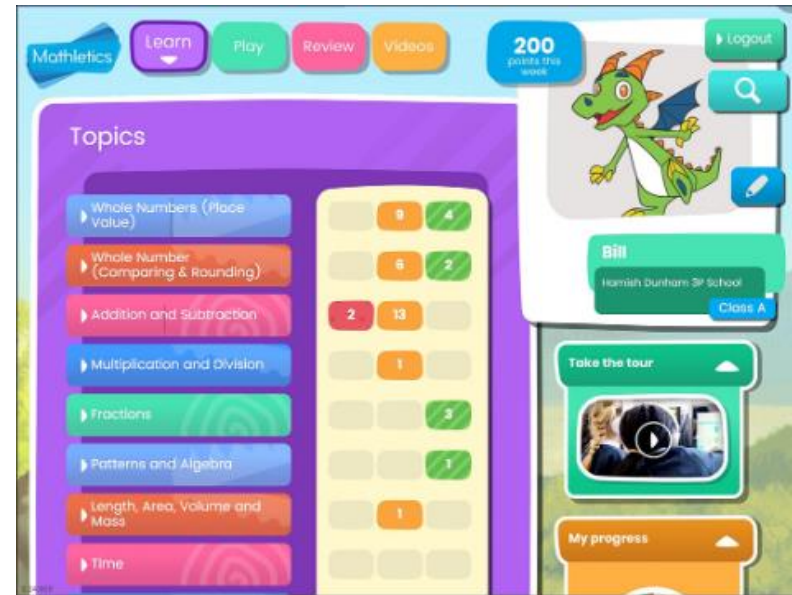 Mathletics
Learn
Play
Review
Videos
200
points this
week
Logout
Topics
Whole Numbers (Place
Value)
9
4
Whole Number
(Comparing & Rounding)
6
2
Addition and Subtraction
2
13
Multiplication and Division
1
Fractions
3
Patterns and Algebra
1
Length, Area, Volume and
Mass
1
Time
Bill
Hamish Dunham 3P School
Class A
Take the tour
My progress